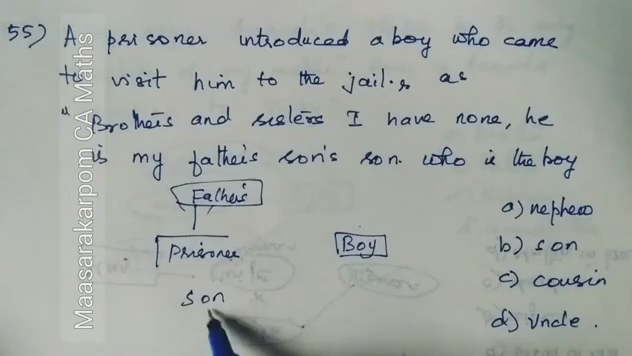 55) A prisoner introduced a boy who came
to visit him to the jail.s as
" Brothers and sisters I have none, he
is my father's son's son. who is the boy
Father's
Prisoner
Boy
son
a) nephew
b) son
c) cousin
d) Uncle.
Maasarakarpom CA Maths